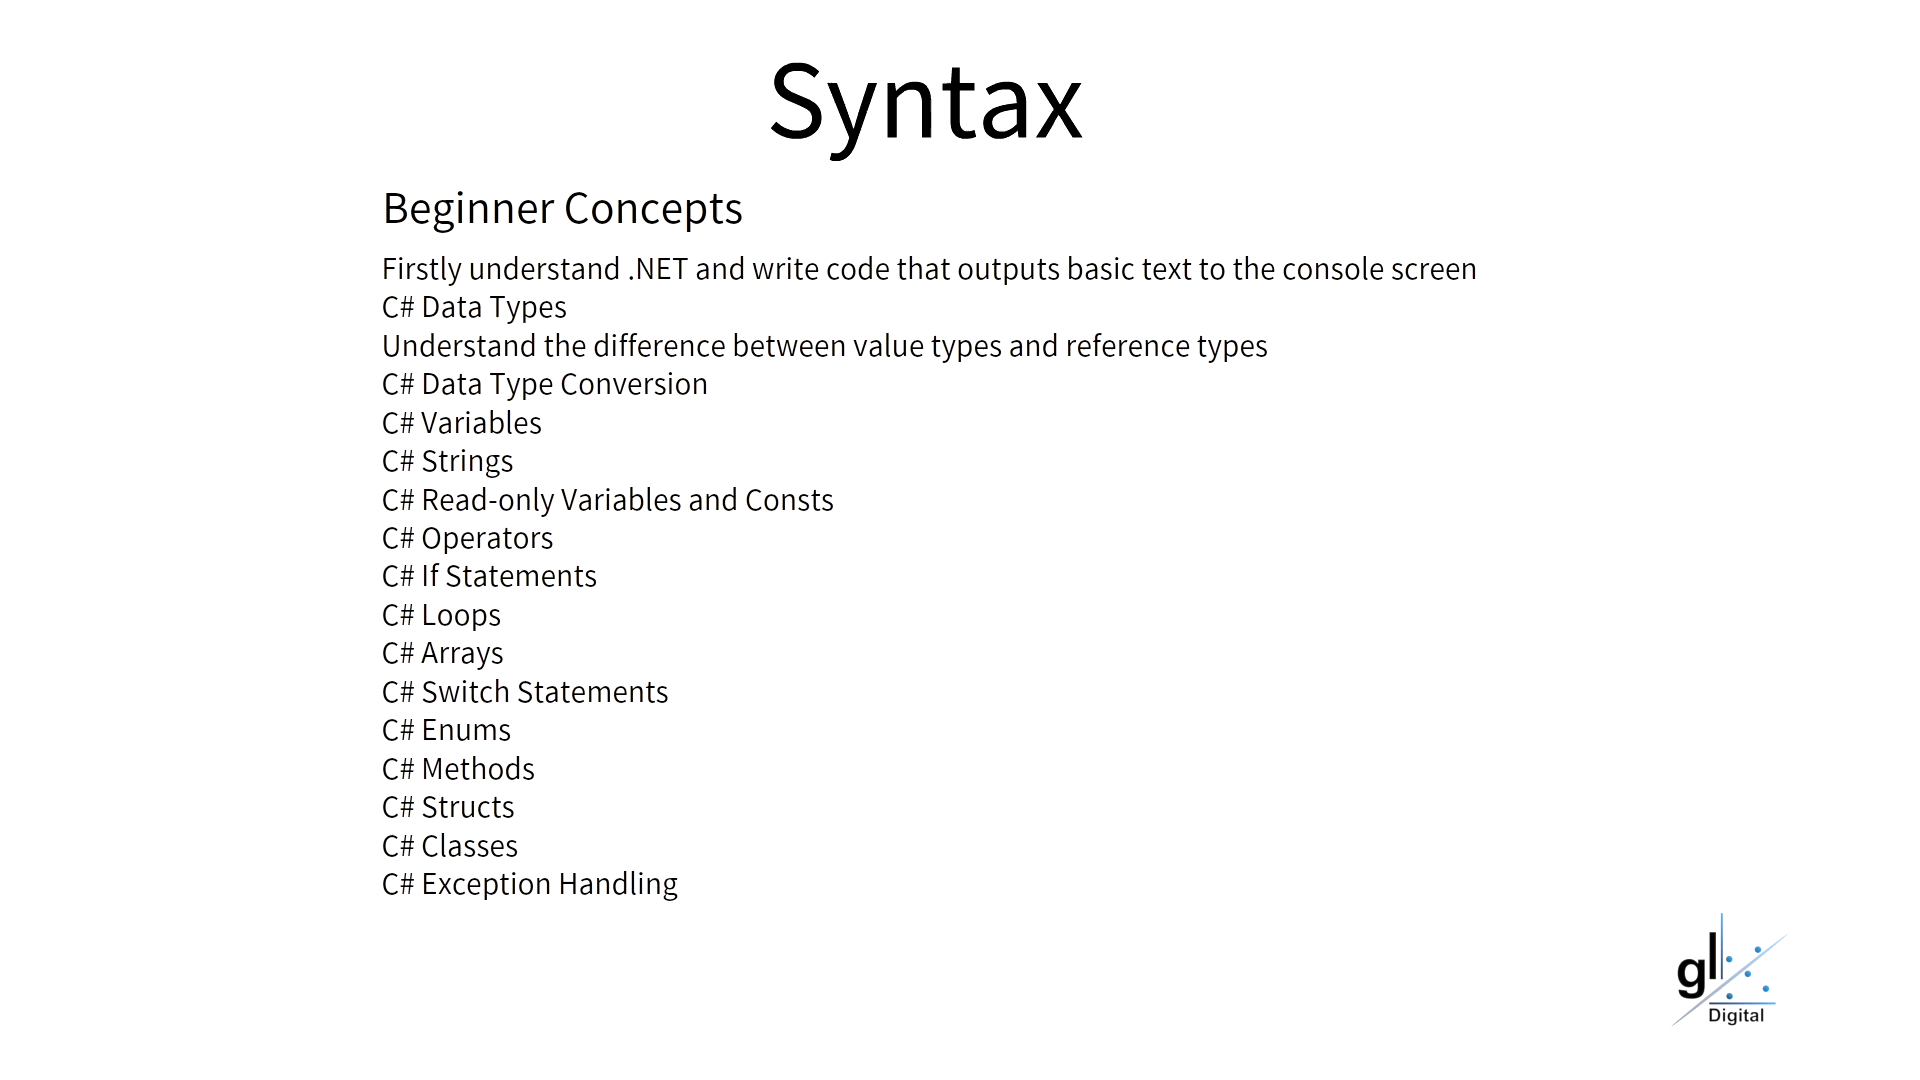 Syntax
Beginner Concepts
Firstly understand .NET and write code that outputs basic text to the console screen
C# Data Types
Understand the difference between value types and reference types
C# Data Type Conversion
C# Variables
C# Strings
C# Read-only Variables and Consts
C# Operators
C# If Statements
C# Loops
C# Arrays
C# Switch Statements
C# Enums
C# Methods
C# Structs
C# Classes
C# Exception Handling
gl
Digital